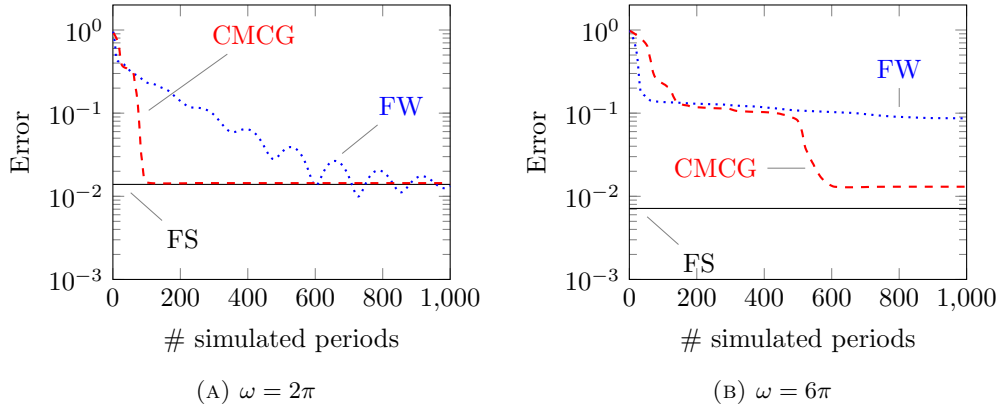 10^0
10^-1
10^-2
10^-3
Error
CMCG
FW
FS
0 200 400 600 800 1,000
# simulated periods
(A) ω = 2π
10^0
10^-1
10^-2
10^-3
Error
FW
CMCG
FS
0 200 400 600 800 1,000
# simulated periods
(B) ω = 6π